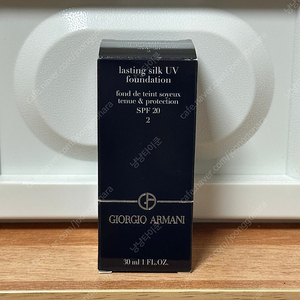 lasting silk UV
foundation
fond de teint soyeux
tenue & protection
SPF 20
2
GIORGIO ARMANI
30 ml 1 FL.OZ.